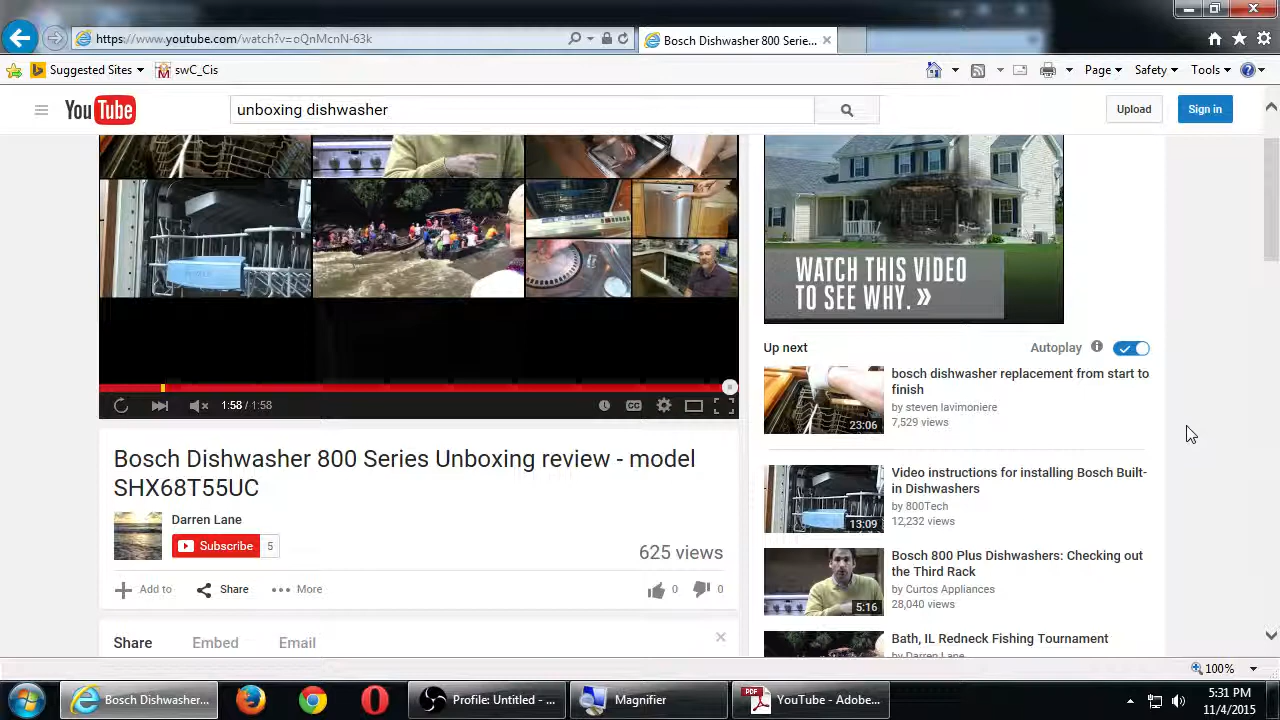 https://www.youtube.com/watch?v=oQnMcnN-63k
Bosch Dishwasher 800 Serie...
Suggested Sites
swC_Cis
Page
Safety
Tools
YouTube
unboxing dishwasher
Upload
Sign in
WATCH THIS VIDEO
TO SEE WHY. »
1:58 / 1:58
CC
Up next
Autoplay
bosch dishwasher replacement from start to
finish
by steven lavimoniere
7,529 views
23:06
Video instructions for installing Bosch Built-
in Dishwashers
by 800Tech
12,232 views
13:09
Bosch 800 Plus Dishwashers: Checking out
the Third Rack
by Curtos Appliances
28,040 views
5:16
Bath, IL Redneck Fishing Tournament
by Darren Lane
Bosch Dishwasher 800 Series Unboxing review - model
SHX68T55UC
Darren Lane
Subscribe 5
625 views
Add to
Share
More
0
0
Share
Embed
Email
100%
Bosch Dishwasher...
Profile: Untitled - ...
Magnifier
PDF
YouTube - Adobe...
5:31 PM
11/4/2015